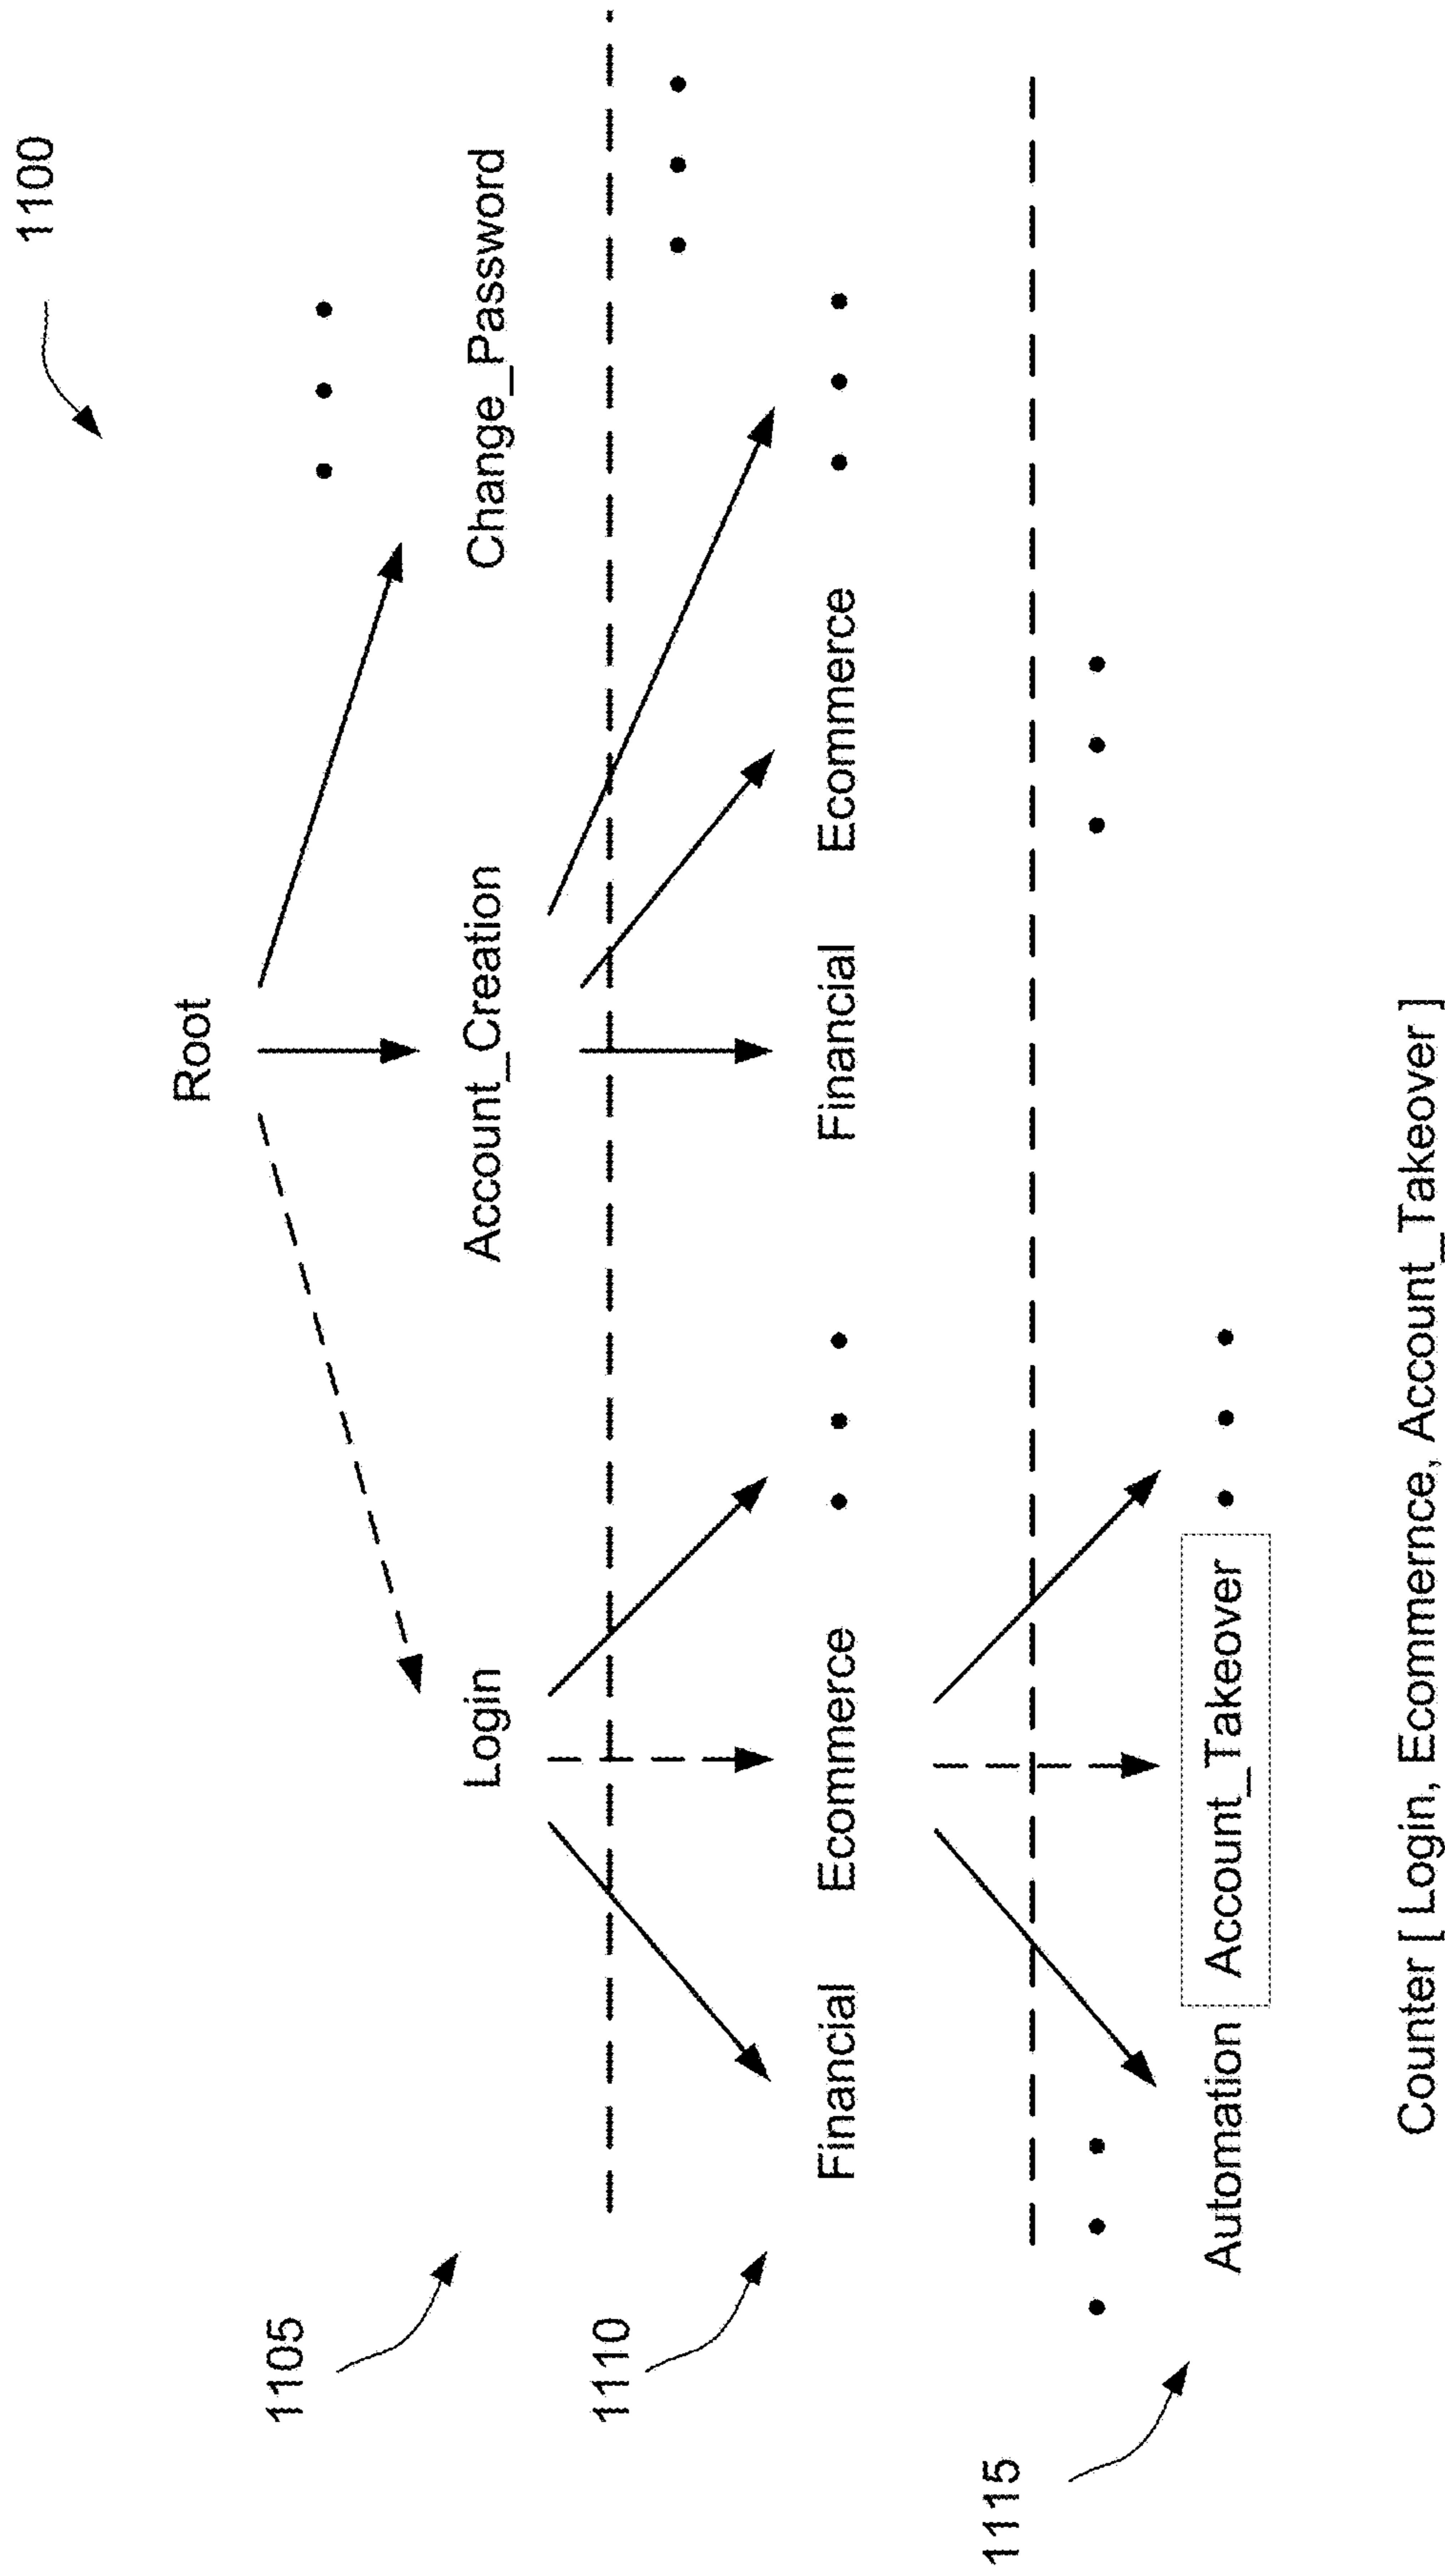 1100
Root
1105
Login Account_Creation Change_Password
1110
Financial Ecommerce Financial Ecommerce
1115
Automation Account_Takeover
Counter [ Login, Ecommernce, Account_Takeover ]